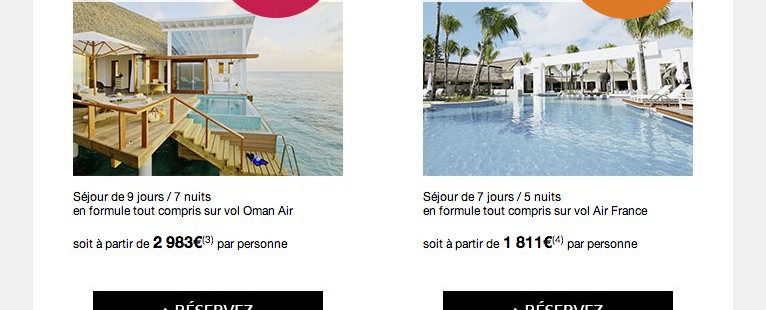 Séjour de 9 jours / 7 nuits
en formule tout compris sur vol Oman Air
soit à partir de 2 983€(3) par personne
> RÉSERVEZ
Séjour de 7 jours / 5 nuits
en formule tout compris sur vol Air France
soit à partir de 1 811€(4) par personne
> RÉSERVEZ